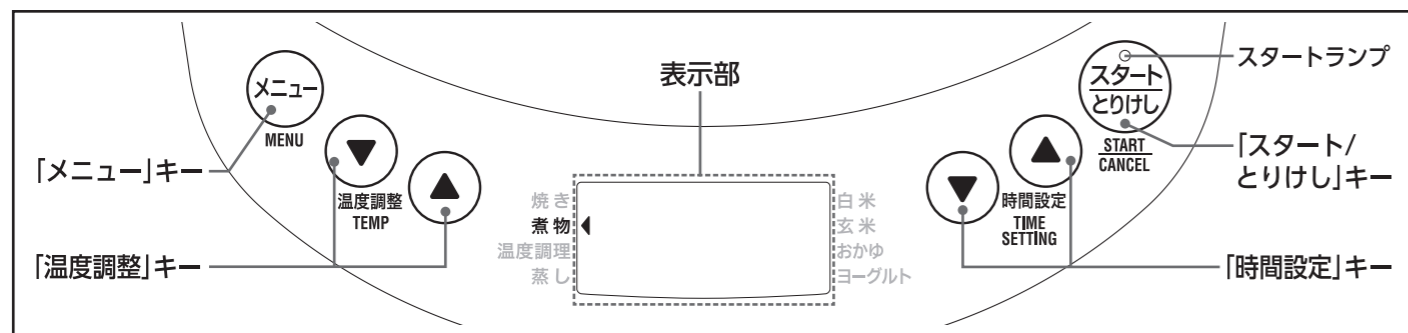 表示部
スタートランプ
メニュー
MENU
スタート
とりけし
START
CANCEL
「メニュー」キー
「スタート/
とりけし」キー
温度調整
TEMP
時間設定
TIME
SETTING
焼き
煮物
温度調理
蒸し
白米
玄米
おかゆ
ヨーグルト
「温度調整」キー
「時間設定」キー